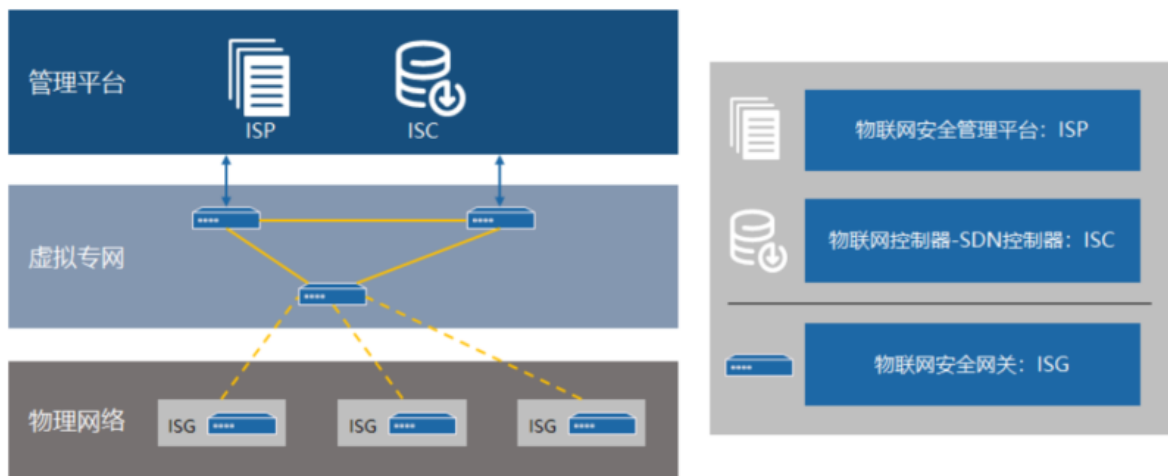 管理平台
ISP
ISC
虚拟专网
物理网络
ISG
ISG
ISG
物联网安全管理平台：ISP
物联网控制器-SDN控制器：ISC
物联网安全网关：ISG